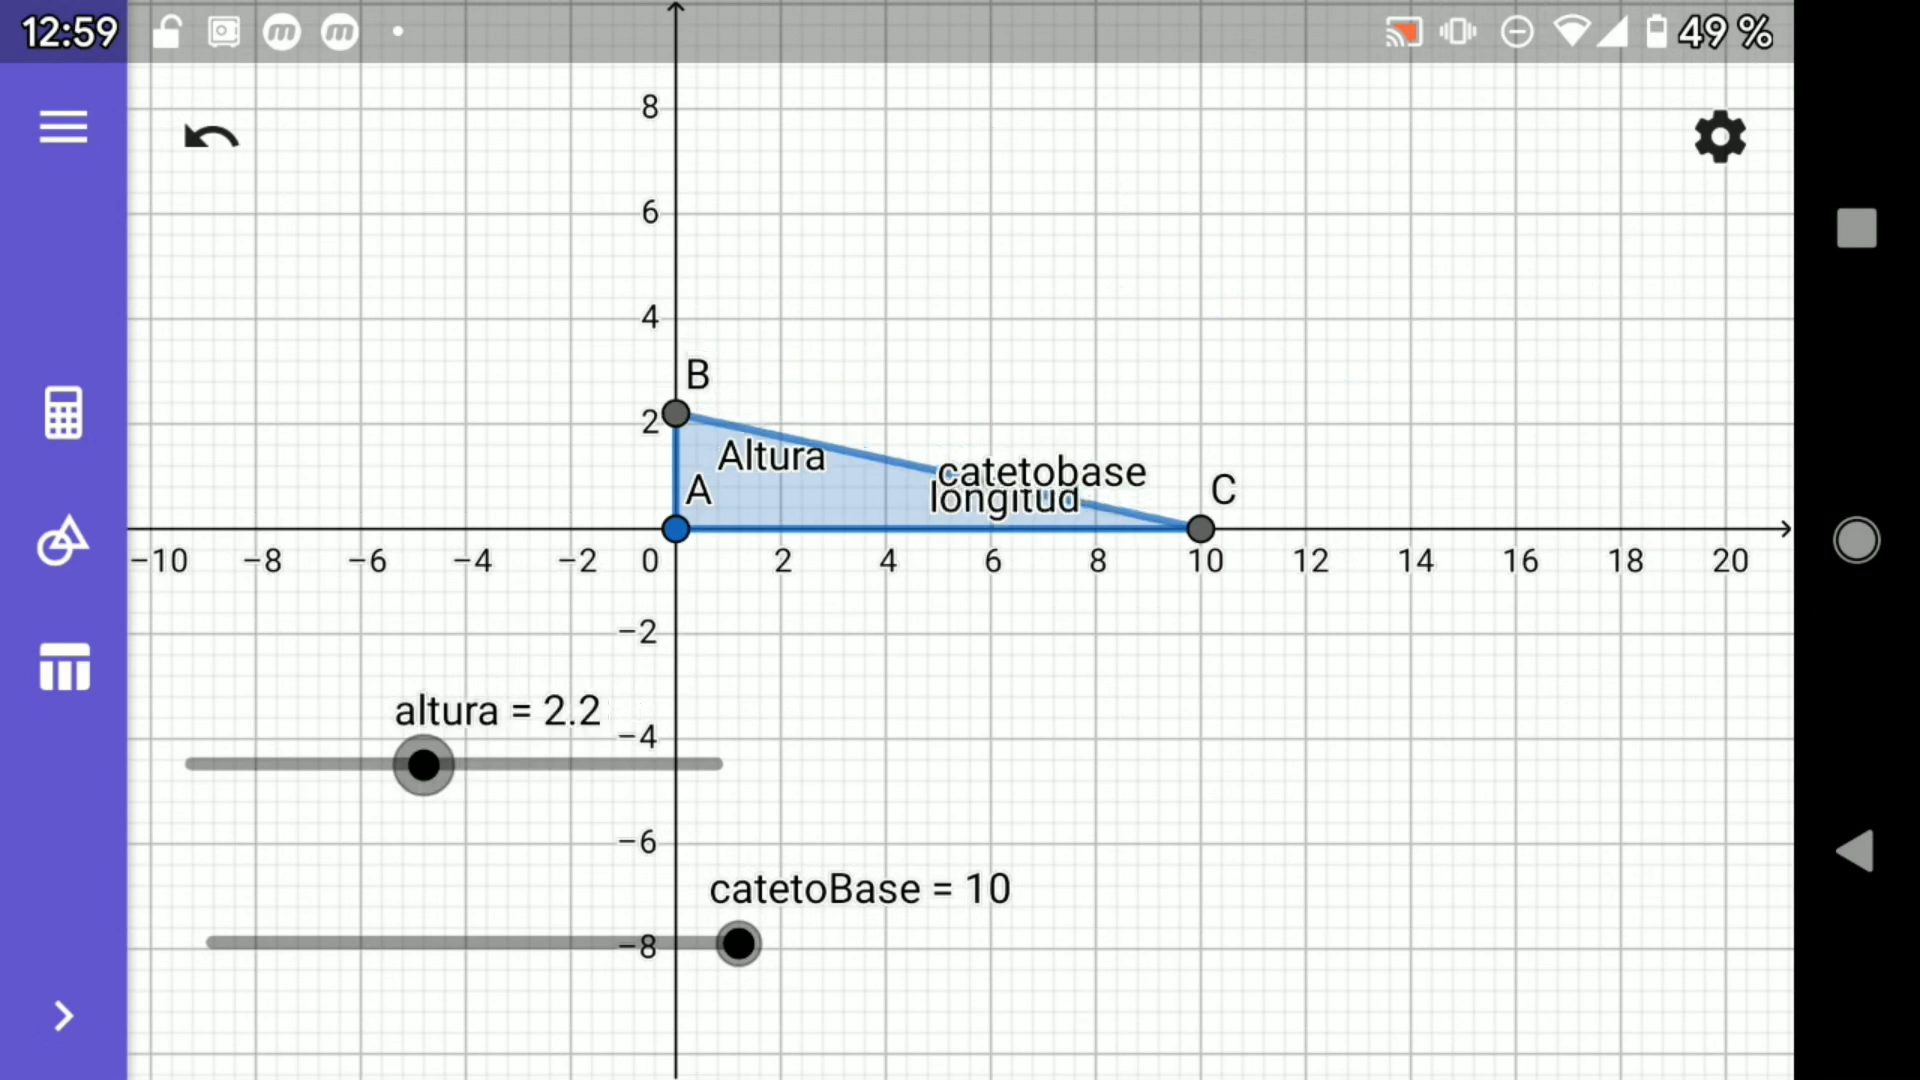 12:59
49 %
8
6
4
B
2
Altura
catetobase
longitud
A
C
−10 −8 −6 −4 −2 0 2 4 6 8 10 12 14 16 18 20
−2
altura = 2.2
−4
−6
catetoBase = 10
−8